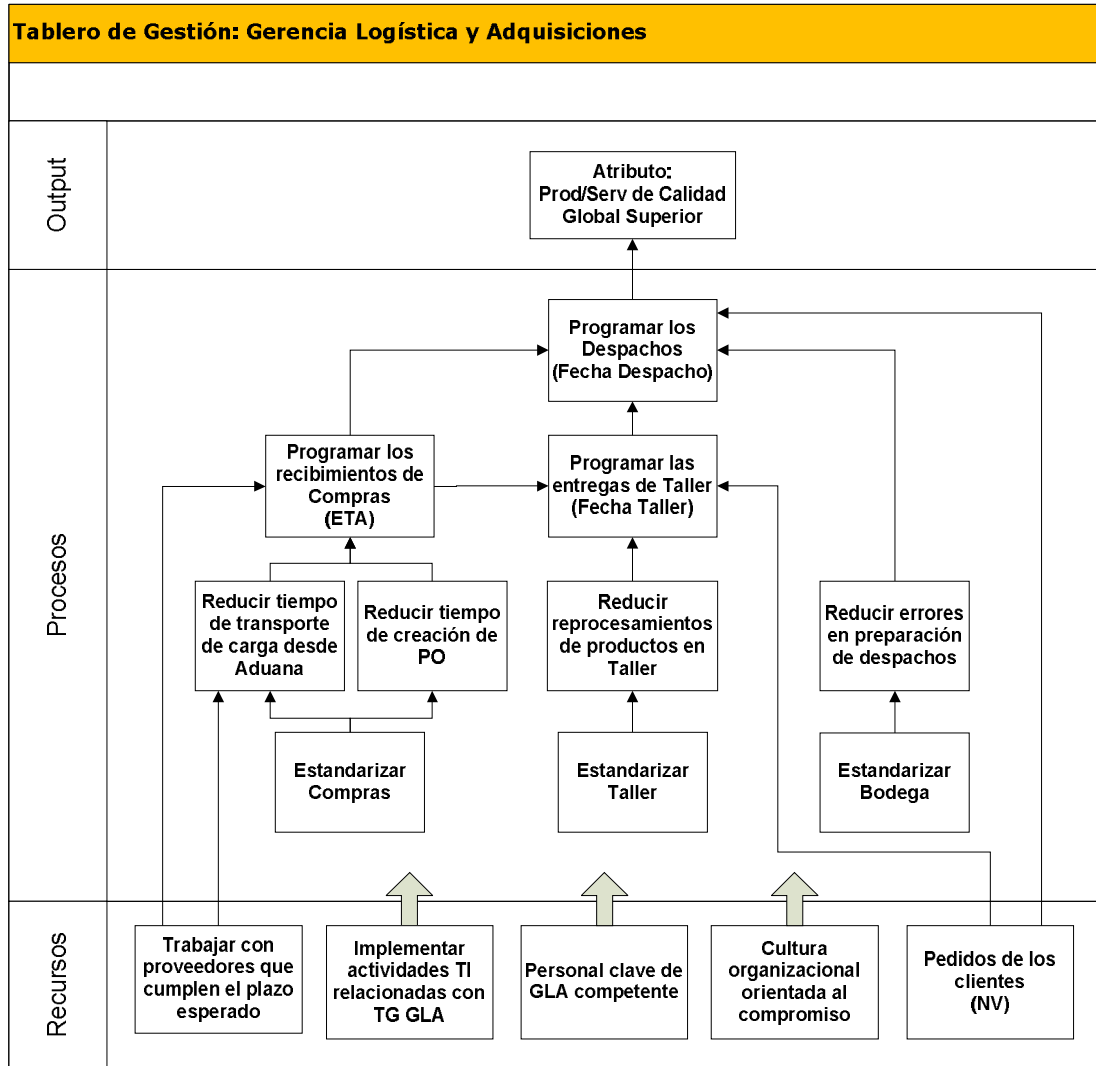 Tablero de Gestión: Gerencia Logística y Adquisiciones
Output
Atributo:
Prod/Serv de Calidad
Global Superior
Procesos
Programar los
Despachos
(Fecha Despacho)
Programar los
recibimientos de
Compras
(ETA)
Programar las
entregas de Taller
(Fecha Taller)
Reducir tiempo
de transporte
de carga desde
Aduana
Reducir tiempo
de creación de
PO
Reducir
reprocesamientos
de productos en
Taller
Reducir errores
en preparación
de despachos
Estandarizar
Compras
Estandarizar
Taller
Estandarizar
Bodega
Recursos
Trabajar con
proveedores que
cumplen el plazo
esperado
Implementar
actividades TI
relacionadas con
TG GLA
Personal clave de
GLA competente
Cultura
organizacional
orientada al
compromiso
Pedidos de los
clientes
(NV)